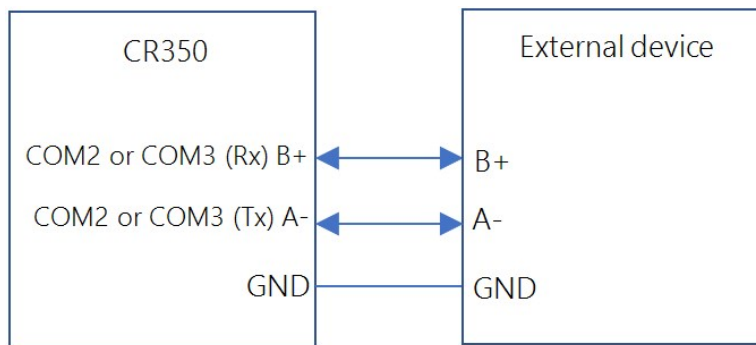 CR350
External device
COM2 or COM3 (Rx) B+
B+
COM2 or COM3 (Tx) A-
A-
GND
GND